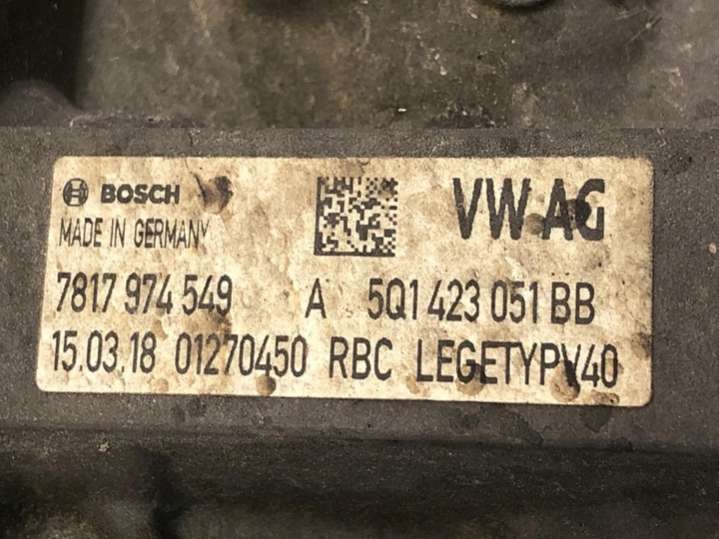 BOSCH VW AG
MADE IN GERMANY
7817 974 549 A 5Q1 423 051 BB
15.03.18 01270450 RBC LEGETYPV40